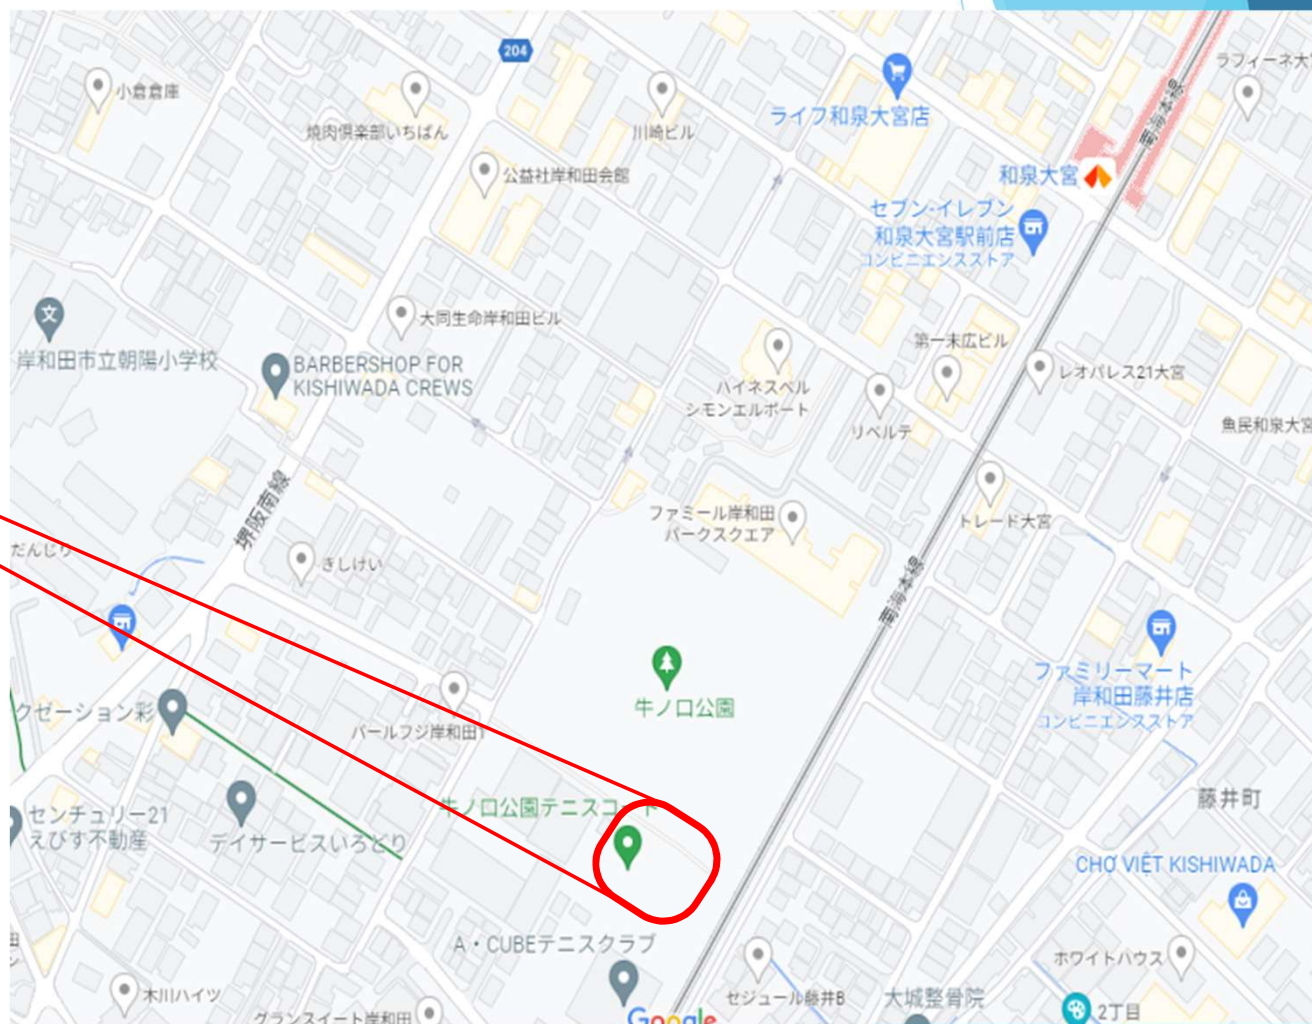 204
ラフィーネ大
小倉倉庫
ライフ和泉大宮店
焼肉倶楽部いちばん
川崎ビル
公益社岸和田会館
和泉大宮
セブン-イレブン
和泉大宮駅前店
コンビニエンスストア
大同生命岸和田ビル
第一末広ビル
岸和田市立朝陽小学校
BARBERSHOP FOR
KISHIWADA CREWS
ハイネスベル
シモンエルポート
レオパレス21大宮
リベルテ
魚民和泉大宮
堺阪南線
ファミール岸和田
パークスクエア
トレード大宮
だんじり
きしけい
南海本線
ファミリーマート
岸和田藤井店
コンビニエンスストア
牛ノ口公園
クゼーション彩
パールフジ岸和田1
藤井町
センチュリー21
えびす不動産
牛ノ口公園テニスコート
デイサービスいろどり
CHỢ VIỆT KISHIWADA
A・CUBEテニスクラブ
ホワイトハウス
木川ハイツ
セジュール藤井B
大城整骨院
2丁目
グランスイート岸和田
Google